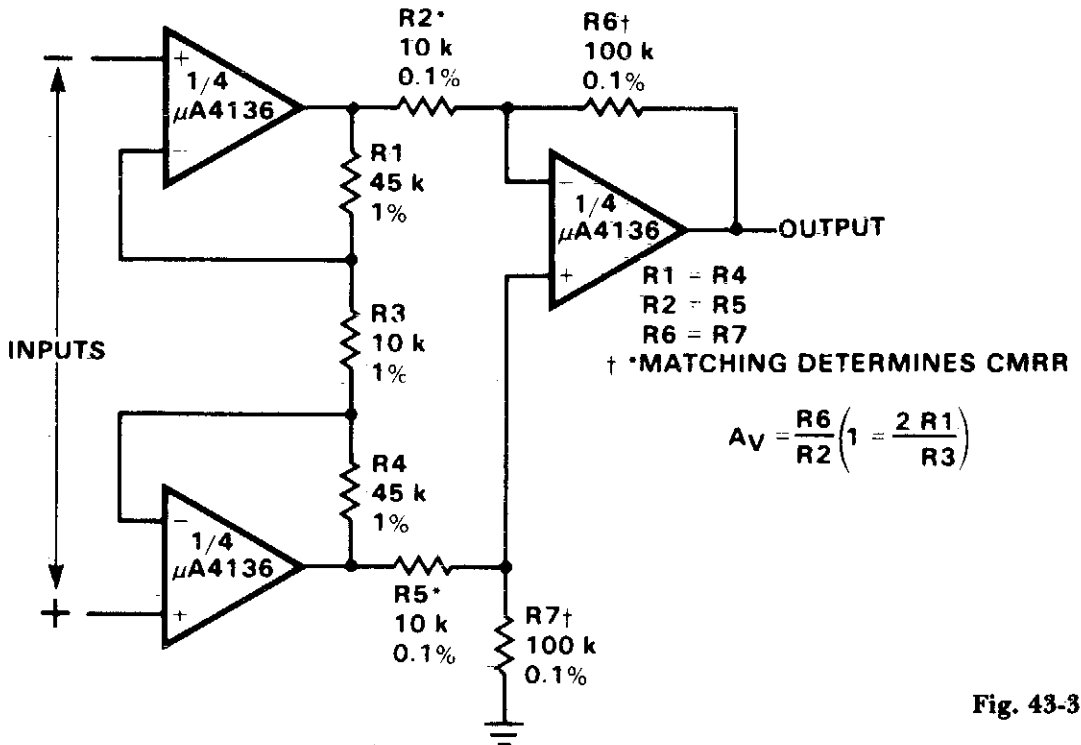 R2*
10 k
0.1%
R6†
100 k
0.1%
−
+
1/4
μA4136
−
R1
45 k
1%
−
1/4
μA4136
+
OUTPUT
R1 = R4
R2 = R5
R6 = R7
† *MATCHING DETERMINES CMRR
INPUTS
R3
10 k
1%
AV = R6/R2 (1 = 2 R1/R3)
R4
45 k
1%
−
1/4
μA4136
+
+
R5*
10 k
0.1%
R7†
100 k
0.1%
Fig. 43-3